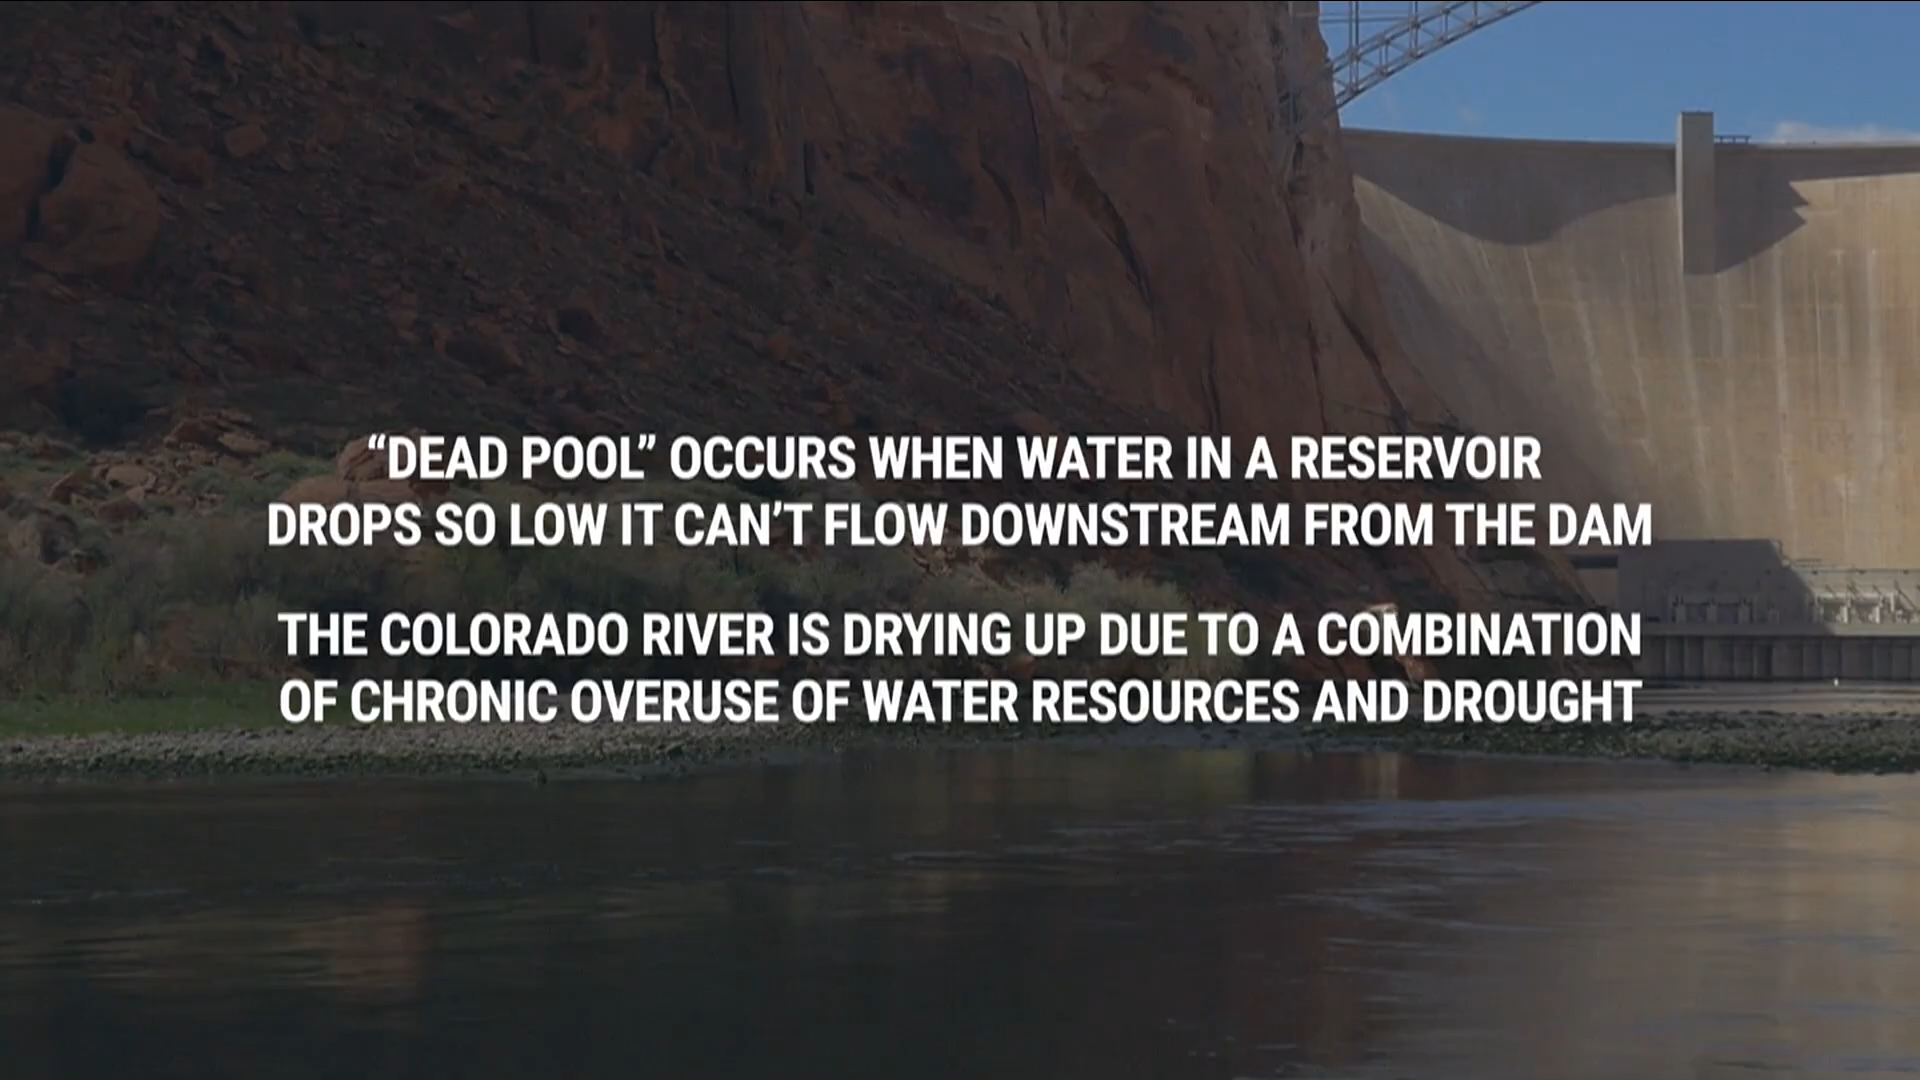 “DEAD POOL” OCCURS WHEN WATER IN A RESERVOIR
DROPS SO LOW IT CAN’T FLOW DOWNSTREAM FROM THE DAM
THE COLORADO RIVER IS DRYING UP DUE TO A COMBINATION
OF CHRONIC OVERUSE OF WATER RESOURCES AND DROUGHT